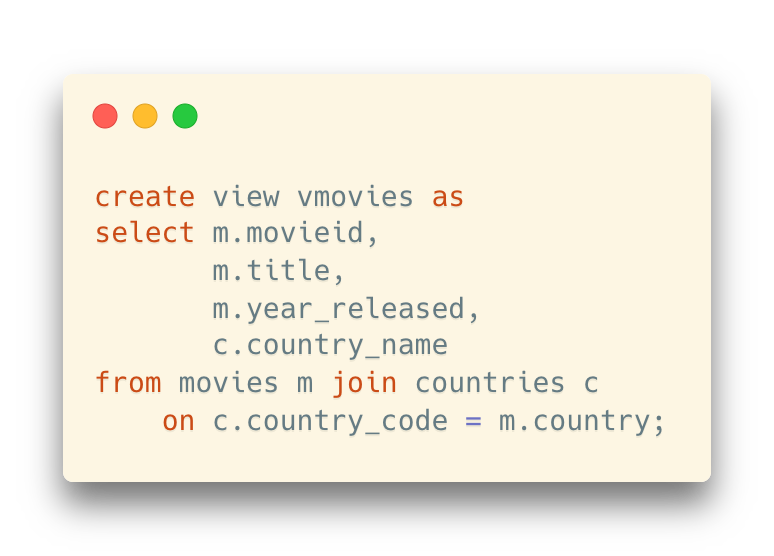 create view vmovies as
select m.movieid,
       m.title,
       m.year_released,
       c.country_name
from movies m join countries c
    on c.country_code = m.country;